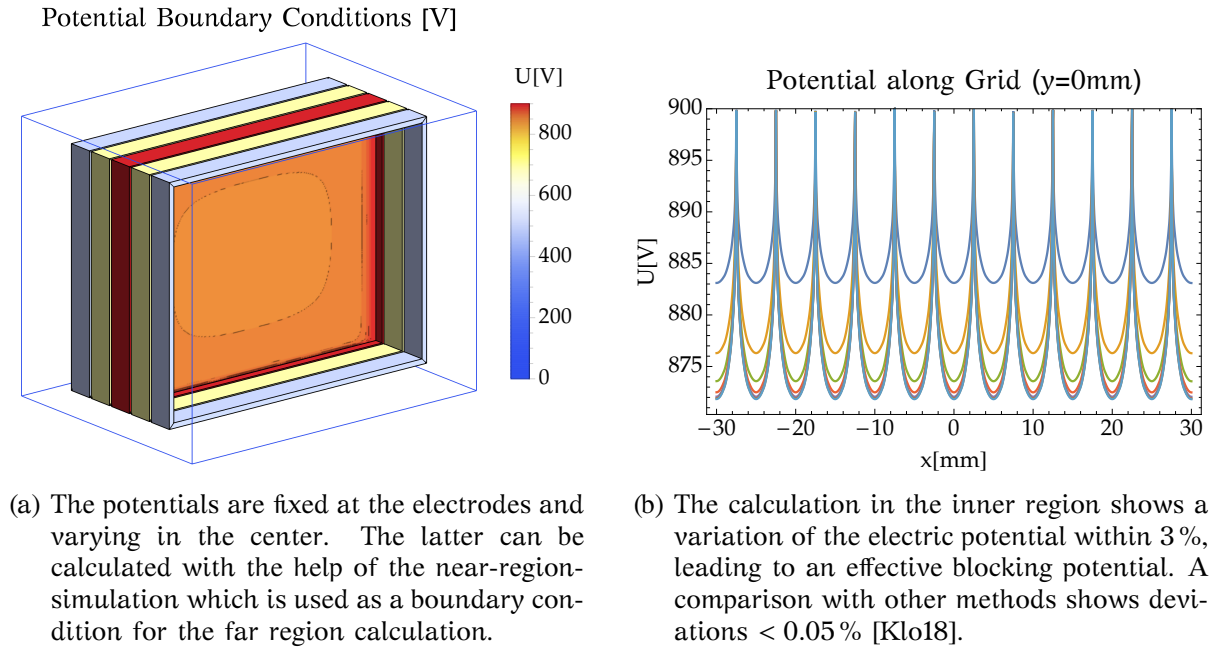 Potential Boundary Conditions [V]
U[V]
800
600
400
200
0
(a) The potentials are fixed at the electrodes and
varying in the center. The latter can be
calculated with the help of the near-region-
simulation which is used as a boundary con-
dition for the far region calculation.
Potential along Grid (y=0mm)
900
895
890
885
880
875
U[V]
−30 −20 −10 0 10 20 30
x[mm]
(b) The calculation in the inner region shows a
variation of the electric potential within 3 %,
leading to an effective blocking potential. A
comparison with other methods shows devi-
ations < 0.05 % [Klo18].